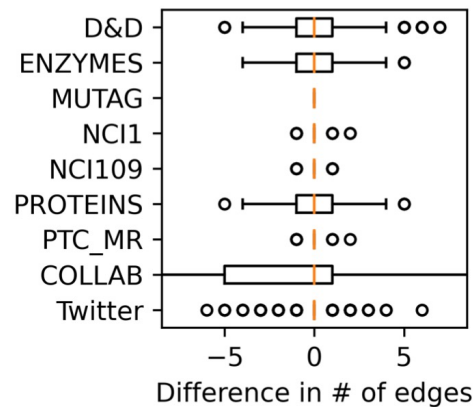 D&D
ENZYMES
MUTAG
NCI1
NCI109
PROTEINS
PTC_MR
COLLAB
Twitter
−5 0 5
Difference in # of edges